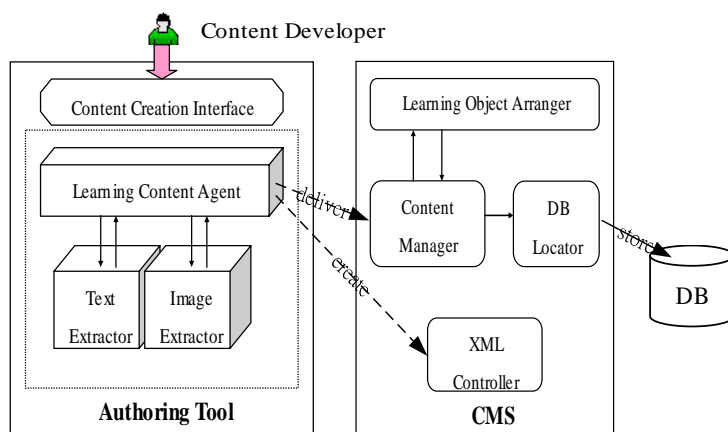 Content Developer
Content Creation Interface
Learning Content Agent
Text
Extractor
Image
Extractor
Authoring Tool
deliver
create
Learning Object Arranger
Content
Manager
DB
Locator
XML
Controller
CMS
store
DB